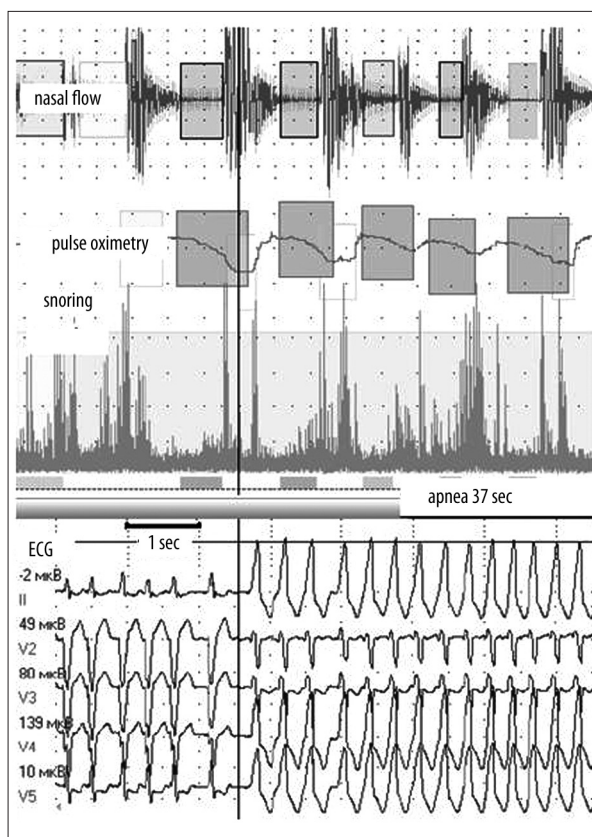 nasal flow
pulse oximetry
snoring
apnea 37 sec
1 sec
ECG
-2 мкВ
II
49 мкВ
V2
80 мкВ
V3
139 мкВ
V4
10 мкВ
V5